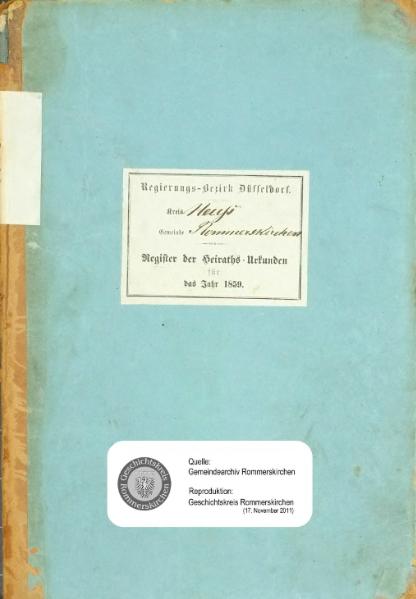 Regierungs-Bezirk Düsseldorf.
Kreis Neuß
Gemeinde Rommerskirchen
Register der Heiraths-Urkunden
für
das Jahr 1859.
Geschichtskreis
Rommerskirchen
Quelle:
Gemeindearchiv Rommerskirchen
Reproduktion:
Geschichtskreis Rommerskirchen
(17. November 2011)